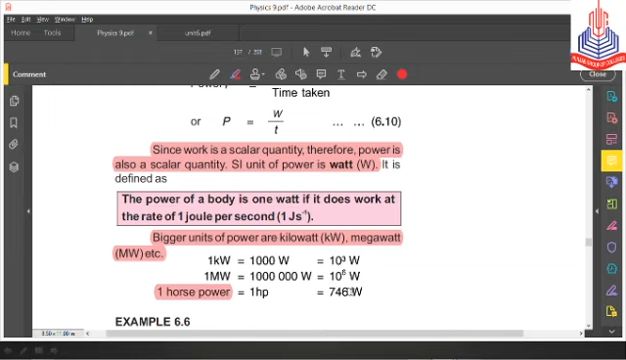 Physics 9.pdf - Adobe Acrobat Reader DC
File Edit View Window Help
Home Tools Physics 9.pdf × unit5.pdf
Comment
Close
Time taken
or P = W/t ... ... (6.10)
Since work is a scalar quantity, therefore, power is
also a scalar quantity. SI unit of power is watt (W). It is
defined as
The power of a body is one watt if it does work at
the rate of 1 joule per second (1 Js⁻¹).
Bigger units of power are kilowatt (kW), megawatt
(MW) etc.
1kW = 1000 W = 10³ W
1MW = 1000 000 W = 10⁶ W
1 horse power = 1hp = 746 W
EXAMPLE 6.6